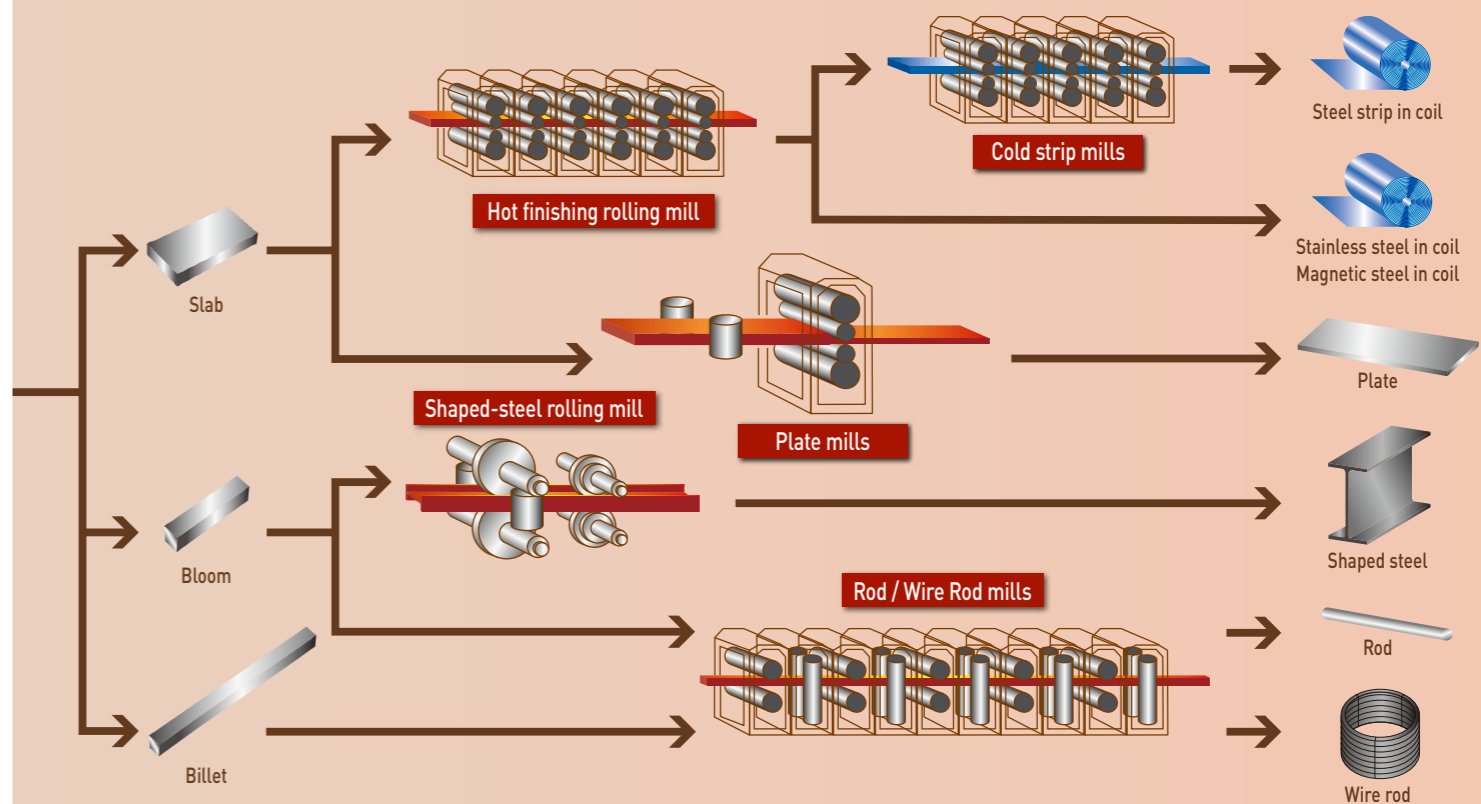 Steel strip in coil
Cold strip mills
Hot finishing rolling mill
Stainless steel in coil
Magnetic steel in coil
Slab
Plate
Shaped-steel rolling mill
Plate mills
Shaped steel
Bloom
Rod / Wire Rod mills
Rod
Billet
Wire rod